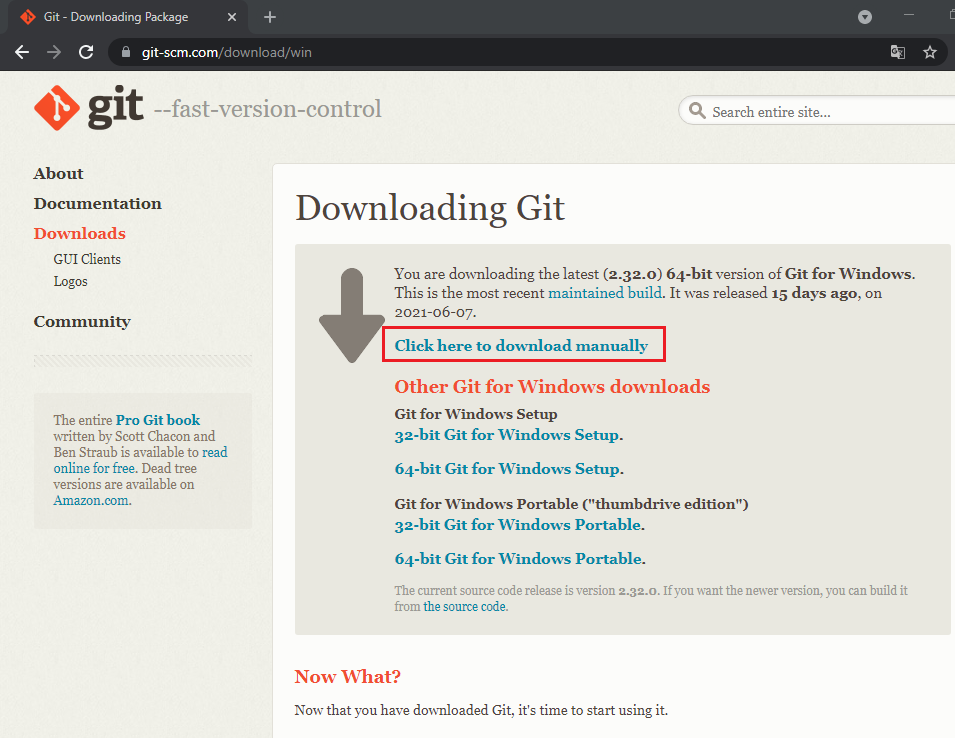 Git - Downloading Package
git-scm.com/download/win
git --fast-version-control
Search entire site...
About
Documentation
Downloads
GUI Clients
Logos
Community
The entire Pro Git book
written by Scott Chacon and
Ben Straub is available to read
online for free. Dead tree
versions are available on
Amazon.com.
Downloading Git
You are downloading the latest (2.32.0) 64-bit version of Git for Windows.
This is the most recent maintained build. It was released 15 days ago, on
2021-06-07.
Click here to download manually
Other Git for Windows downloads
Git for Windows Setup
32-bit Git for Windows Setup.
64-bit Git for Windows Setup.
Git for Windows Portable ("thumbdrive edition")
32-bit Git for Windows Portable.
64-bit Git for Windows Portable.
The current source code release is version 2.32.0. If you want the newer version, you can build it
from the source code.
Now What?
Now that you have downloaded Git, it's time to start using it.